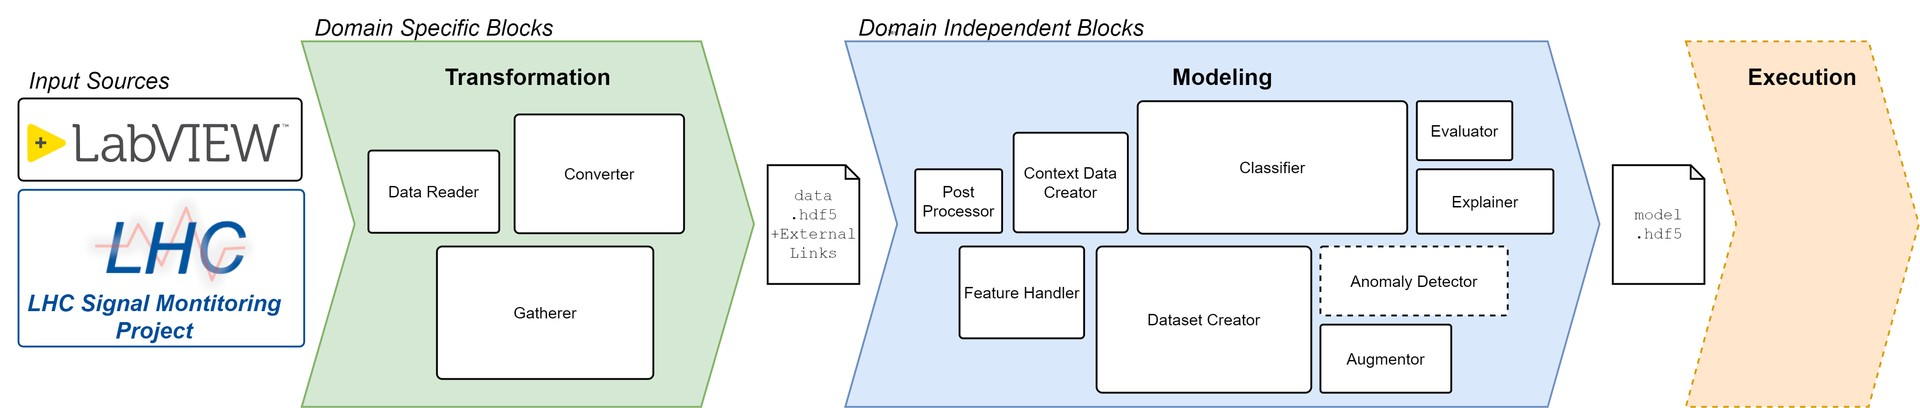 Input Sources
LabVIEW™
LHC
LHC Signal Montitoring
Project
Domain Specific Blocks
Transformation
Data Reader
Converter
Gatherer
data
.hdf5
+External
Links
Domain Independent Blocks
Modeling
Post
Processor
Context Data
Creator
Classifier
Evaluator
Explainer
Feature Handler
Dataset Creator
Anomaly Detector
Augmentor
model
.hdf5
Execution